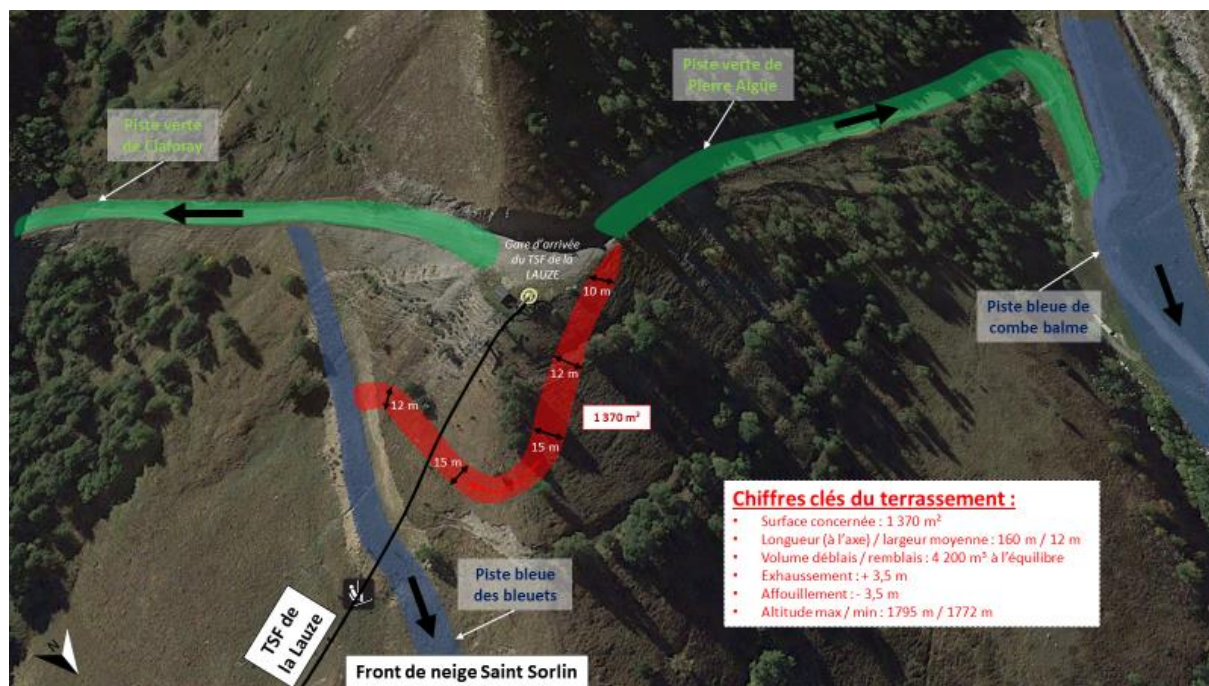 Piste verte de
Pierre Aigüe
Piste verte
de Claforay
Gare d'arrivée
du TSF de la
LAUZE
10 m
12 m
12 m
1 370 m²
15 m
15 m
Piste bleue de
combe balme
Chiffres clés du terrassement :
• Surface concernée : 1 370 m²
• Longueur (à l'axe) / largeur moyenne : 160 m / 12 m
• Volume déblais / remblais : 4 200 m³ à l'équilibre
• Exhaussement : + 3,5 m
• Affouillement : - 3,5 m
• Altitude max / min : 1795 m / 1772 m
Piste bleue
des bleuets
TSF de
la Lauze
N
Front de neige Saint Sorlin